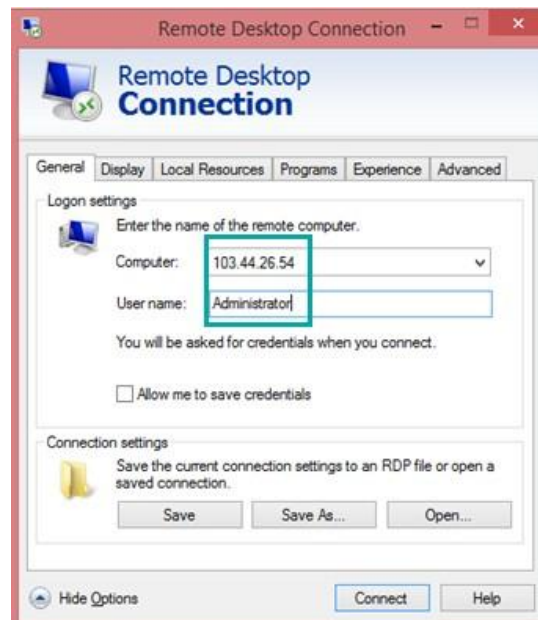 Remote Desktop Connection
Remote Desktop
Connection
General Display Local Resources Programs Experience Advanced
Logon settings
Enter the name of the remote computer.
Computer: 103.44.26.54
User name: Administrator
You will be asked for credentials when you connect.
Allow me to save credentials
Connection settings
Save the current connection settings to an RDP file or open a
saved connection.
Save Save As... Open...
Hide Options Connect Help